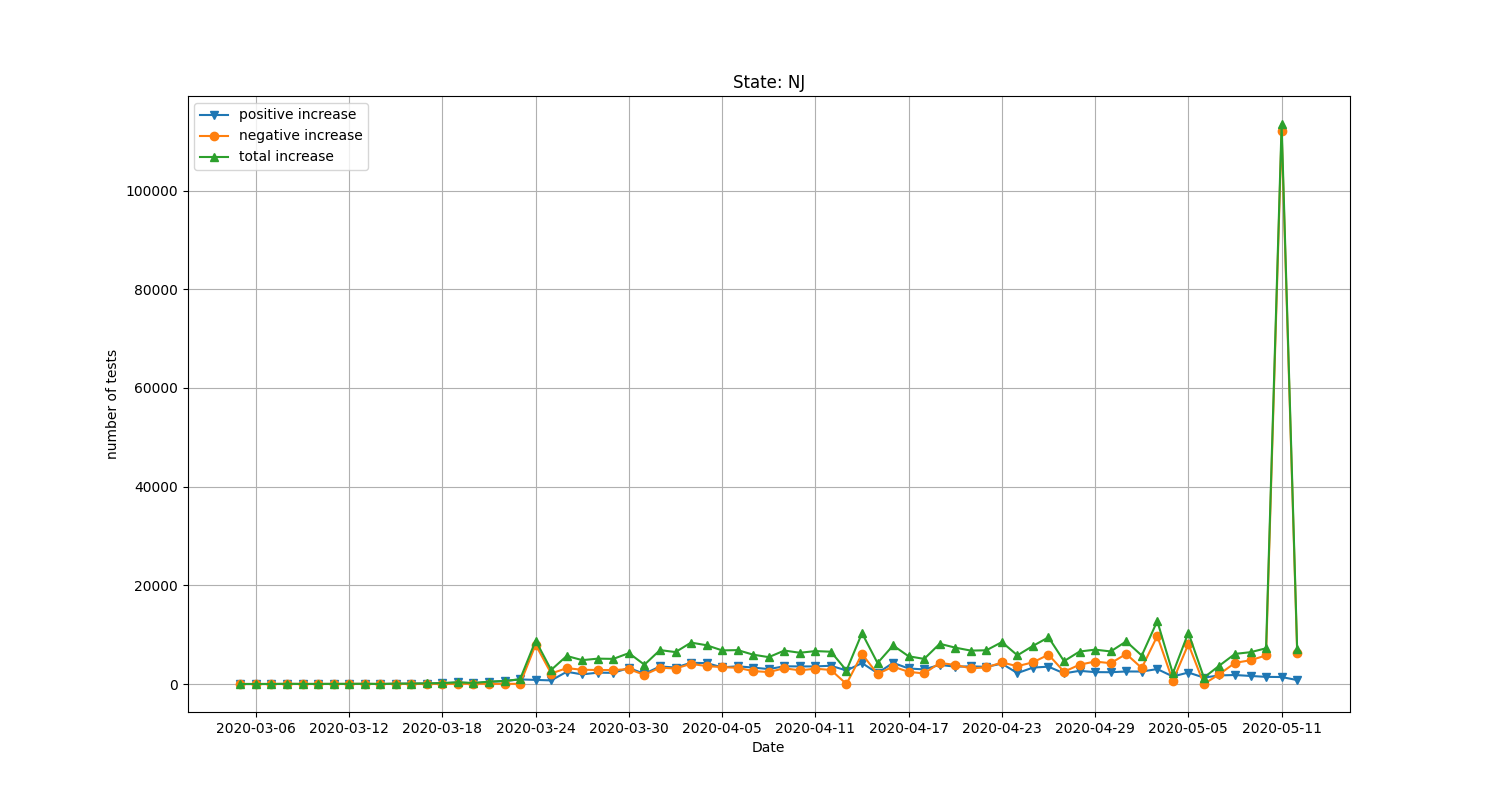 State: NJ
positive increase
negative increase
total increase
100000
80000
60000
40000
20000
0
number of tests
2020-03-06 2020-03-12 2020-03-18 2020-03-24 2020-03-30 2020-04-05 2020-04-11 2020-04-17 2020-04-23 2020-04-29 2020-05-05 2020-05-11
Date